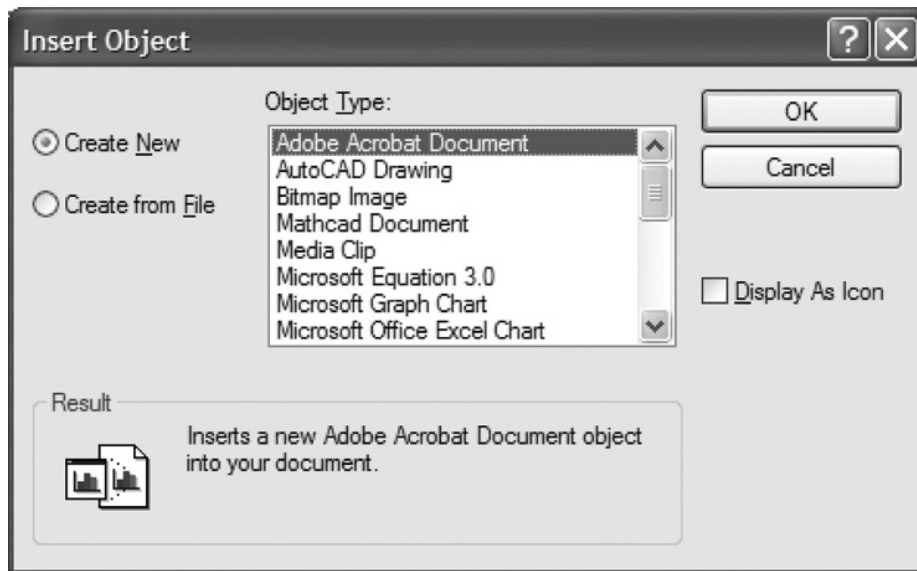 Insert Object
Object Type:
Create New
Create from File
Adobe Acrobat Document
AutoCAD Drawing
Bitmap Image
Mathcad Document
Media Clip
Microsoft Equation 3.0
Microsoft Graph Chart
Microsoft Office Excel Chart
OK
Cancel
Display As Icon
Result
Inserts a new Adobe Acrobat Document object
into your document.